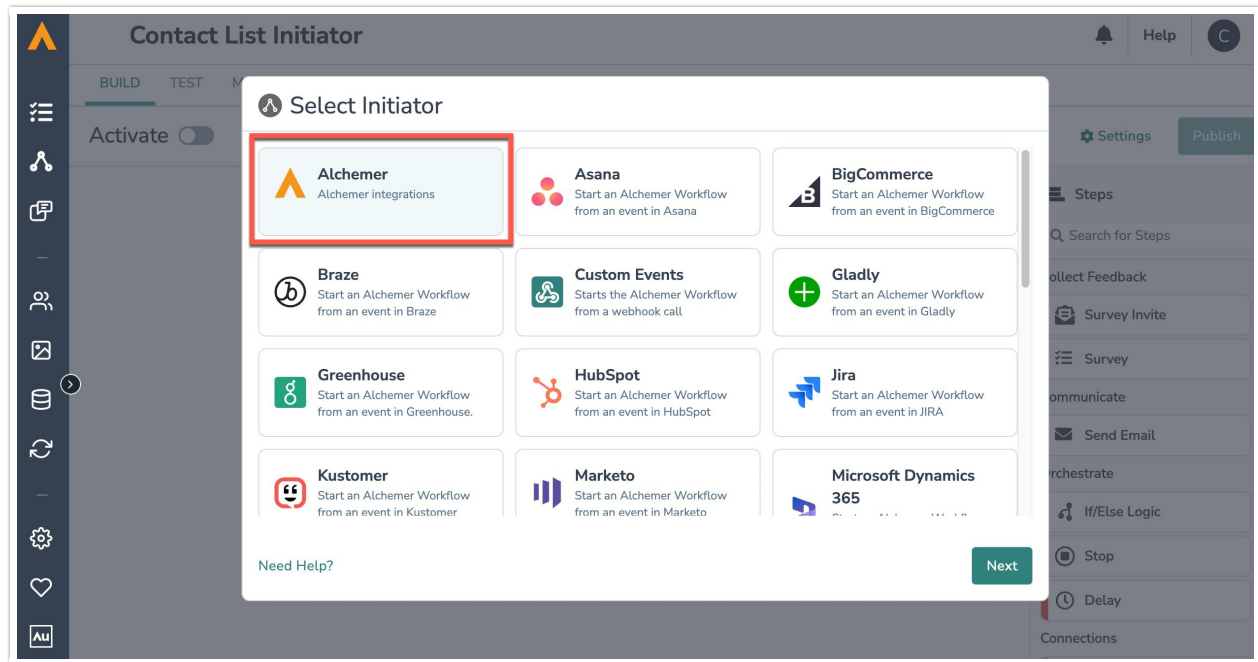 Contact List Initiator
Help
C
BUILD TEST
Activate
Settings
Publish
Select Initiator
Alchemer
Alchemer integrations
Asana
Start an Alchemer Workflow
from an event in Asana
BigCommerce
Start an Alchemer Workflow
from an event in BigCommerce
Braze
Start an Alchemer Workflow
from an event in Braze
Custom Events
Starts the Alchemer Workflow
from a webhook call
Gladly
Start an Alchemer Workflow
from an event in Gladly
Greenhouse
Start an Alchemer Workflow
from an event in Greenhouse.
HubSpot
Start an Alchemer Workflow
from an event in HubSpot
Jira
Start an Alchemer Workflow
from an event in JIRA
Kustomer
Start an Alchemer Workflow
from an event in Kustomer
Marketo
Start an Alchemer Workflow
from an event in Marketo
Microsoft Dynamics
365
Need Help?
Next
Steps
Search for Steps
ollect Feedback
Survey Invite
Survey
ommunicate
Send Email
rchestrate
If/Else Logic
Stop
Delay
Connections
Au